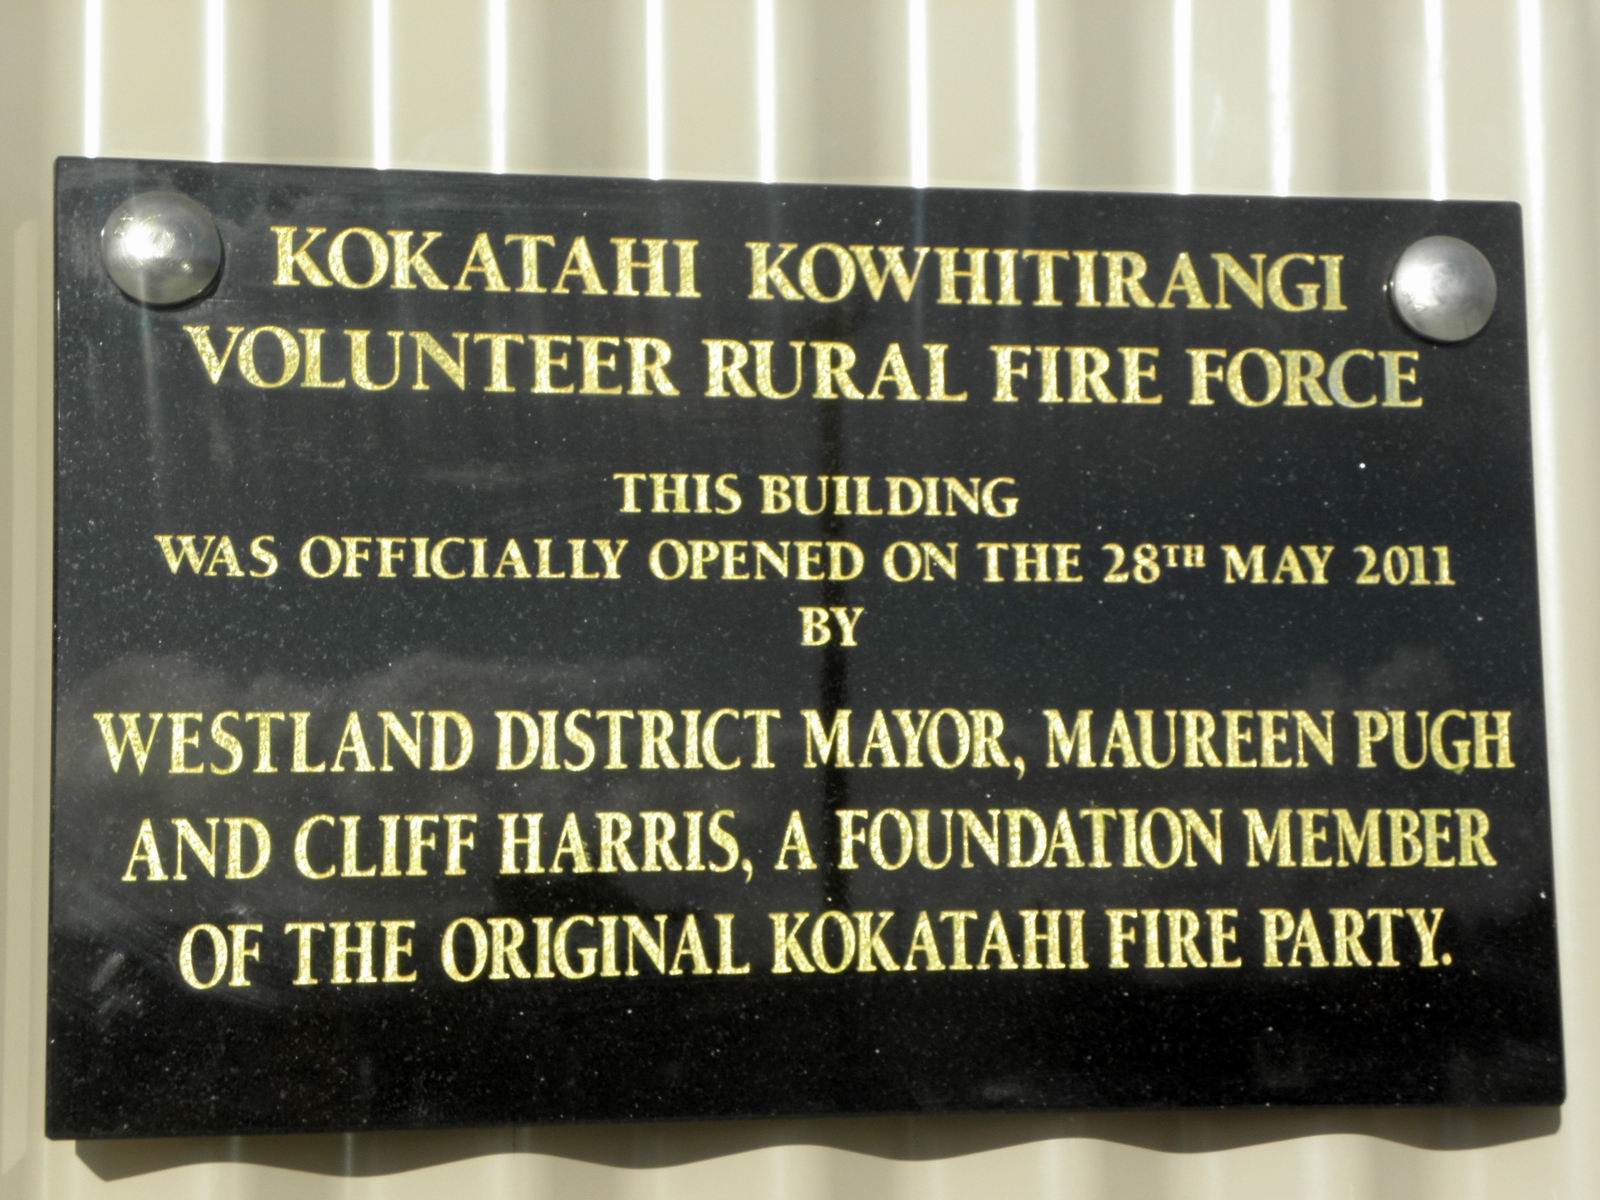 KOKATAHI KOWHITIRANGI
VOLUNTEER RURAL FIRE FORCE
THIS BUILDING
WAS OFFICIALLY OPENED ON THE 28TH MAY 2011
BY
WESTLAND DISTRICT MAYOR, MAUREEN PUGH
AND CLIFF HARRIS, A FOUNDATION MEMBER
OF THE ORIGINAL KOKATAHI FIRE PARTY.